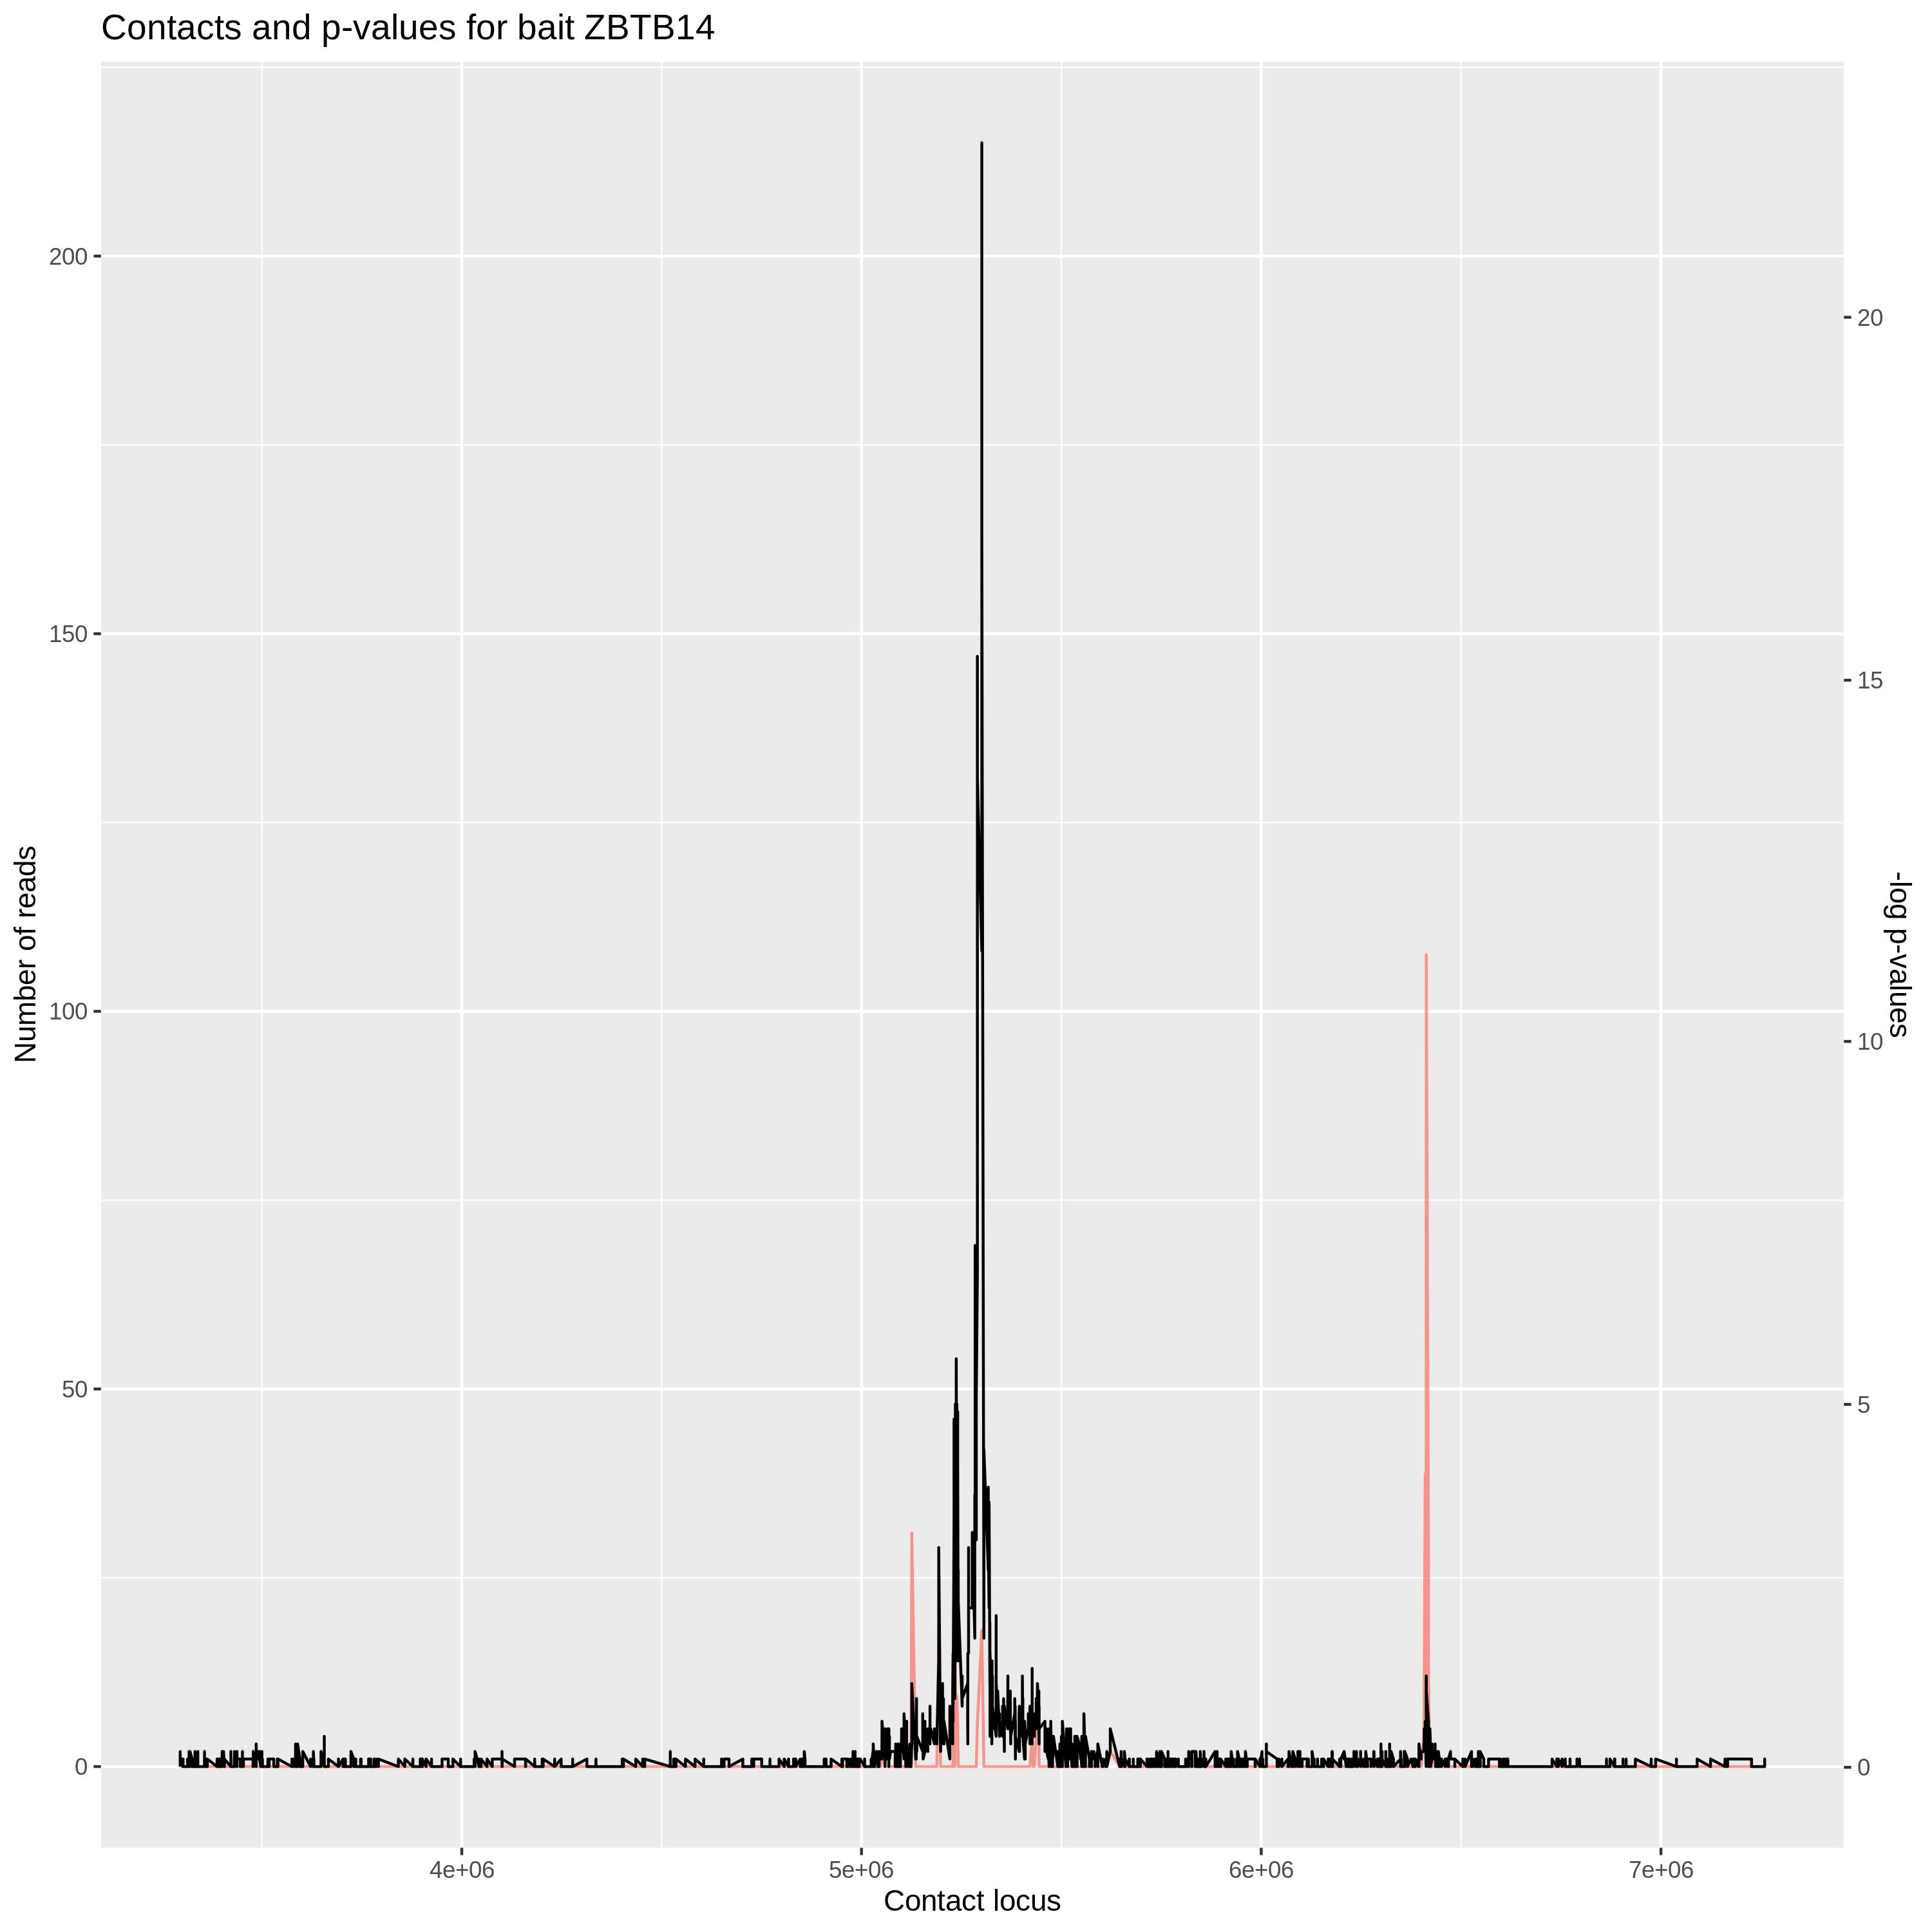 Contacts and p-values for bait ZBTB14
200
150
100
50
0
Number of reads
20
15
10
5
0
-log p-values
4e+06
5e+06
6e+06
7e+06
Contact locus